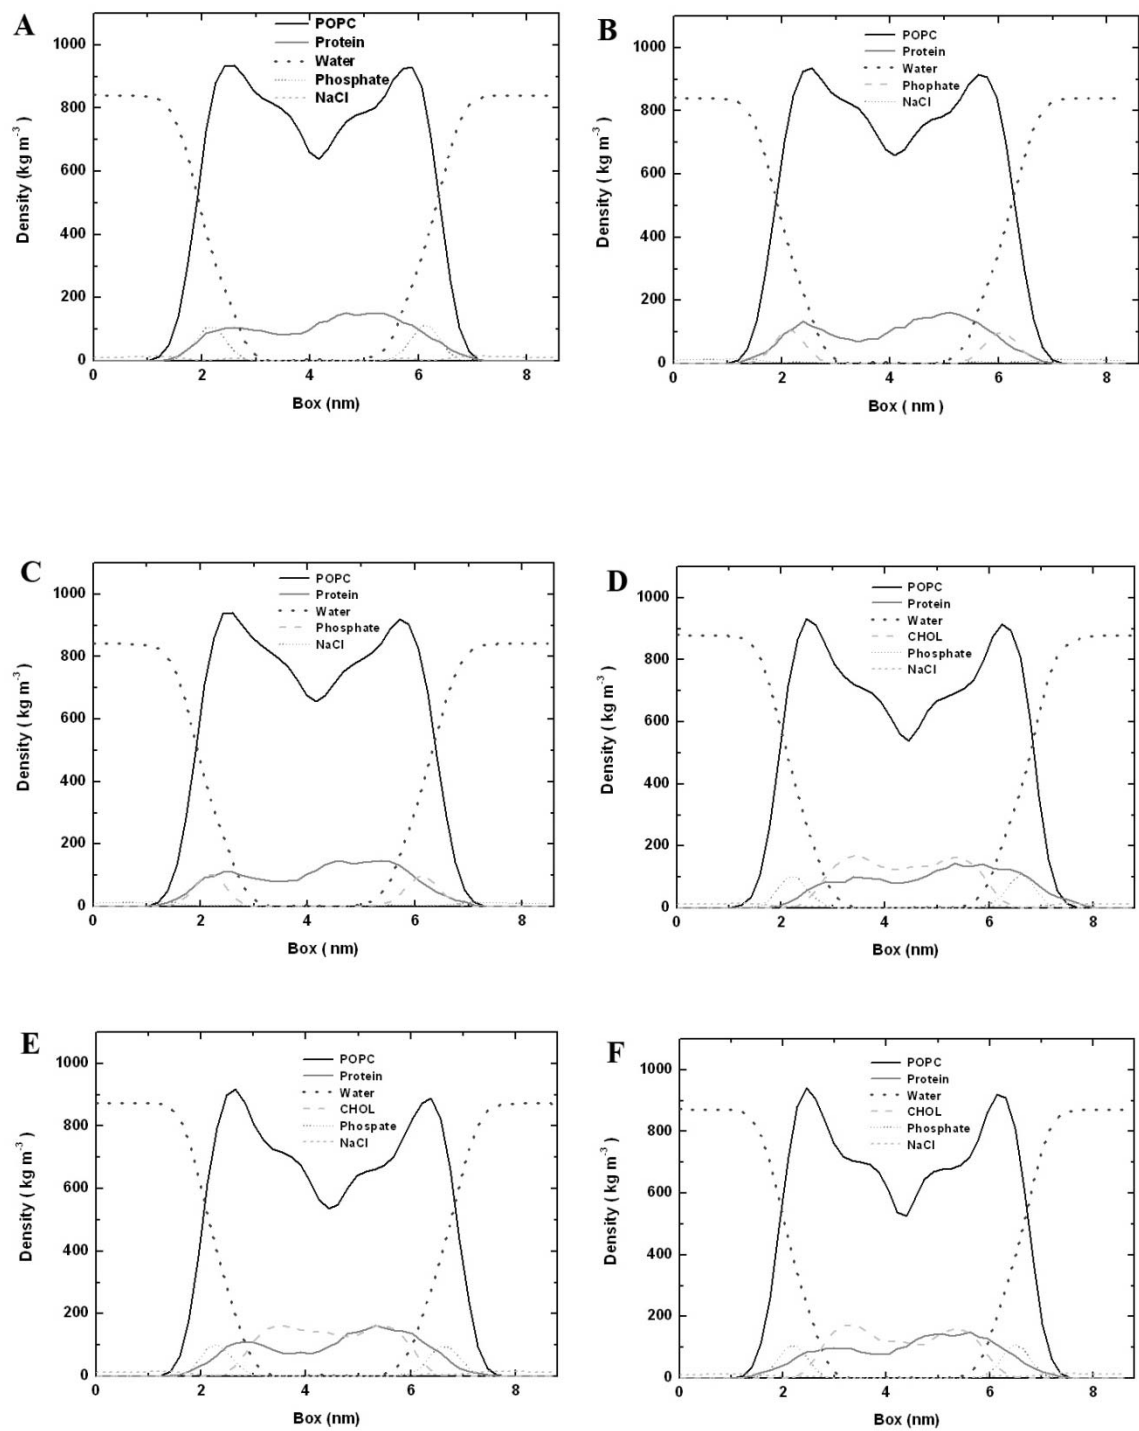 A
POPC
Protein
Water
Phosphate
NaCl
1000
800
600
400
200
0
Density (kg m-3)
0 2 4 6 8
Box (nm)
B
POPC
Protein
Water
Phophate
NaCl
1000
800
600
400
200
0
Density ( kg m-3 )
0 2 4 6 8
Box ( nm )
C
POPC
Protein
Water
Phosphate
NaCl
1000
800
600
400
200
0
Density ( kg m-3 )
0 2 4 6 8
Box ( nm)
D
POPC
Protein
Water
CHOL
Phosphate
NaCl
1000
800
600
400
200
0
Density ( kg m-3 )
0 2 4 6 8
Box (nm)
E
POPC
Protein
Water
CHOL
Phospate
NaCl
1000
800
600
400
200
0
Density ( kg m-3 )
0 2 4 6 8
Box (nm)
F
POPC
Protein
Water
CHOL
Phosphate
NaCl
1000
800
600
400
200
0
Density ( kg m-3 )
0 2 4 6 8
Box (nm)